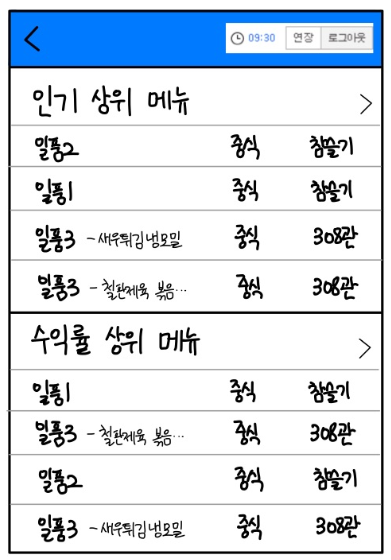 09:30 연장 로그아웃
인기 상위 메뉴
일품2 중식 참슬기
일품1 중식 참슬기
일품3 - 새우튀김냉모밀 중식 308관
일품3 - 철판제육 볶음... 중식 308관
수익률 상위 메뉴
일품1 중식 참슬기
일품3 - 철판제육 볶음... 중식 308관
일품2 중식 참슬기
일품3 - 새우튀김냉모밀 중식 308관